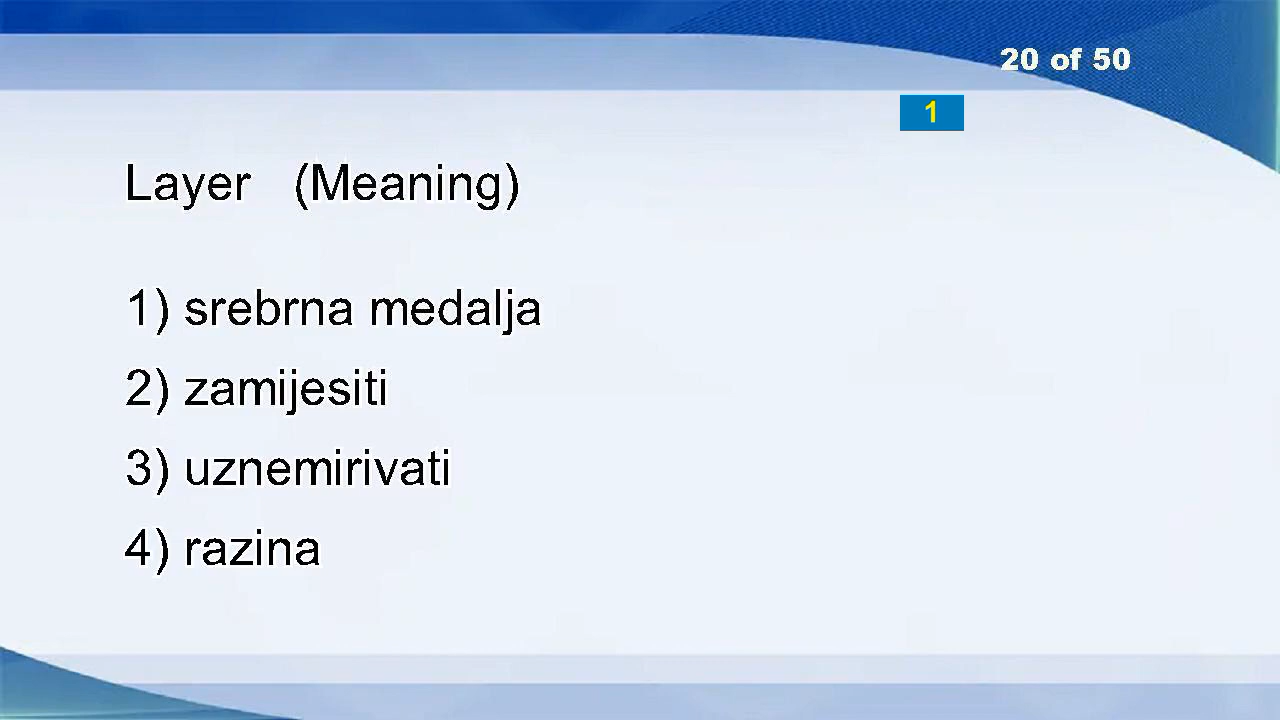 20 of 50
1
Layer (Meaning)
1) srebrna medalja
2) zamijesiti
3) uznemirivati
4) razina